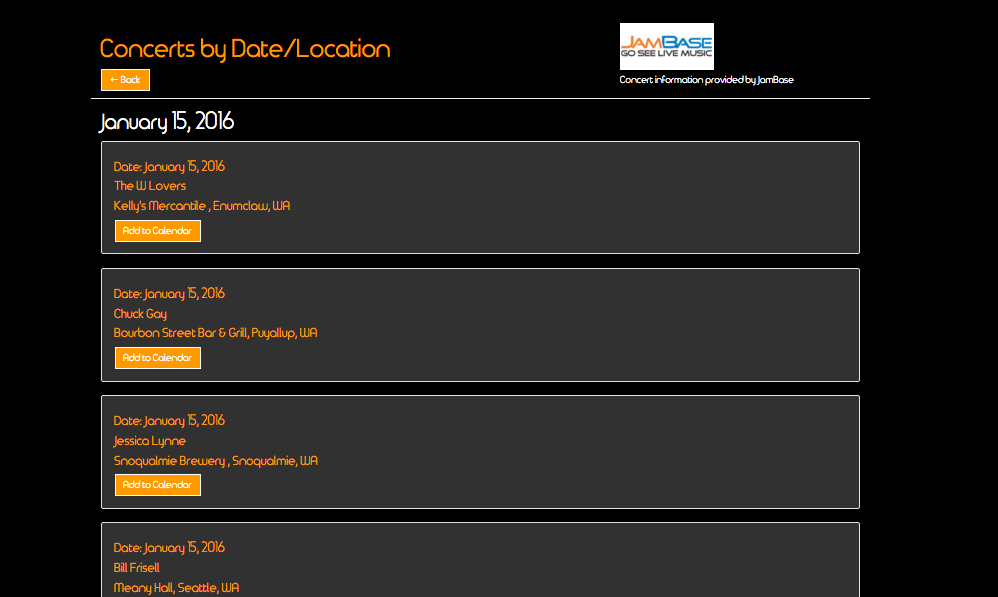 Concerts by Date/Location
← Back
JAMBASE
GO SEE LIVE MUSIC
Concert information provided by JamBase
January 15, 2016
Date: January 15, 2016
The W Lovers
Kelly's Mercantile , Enumclaw, WA
Add to Calendar
Date: January 15, 2016
Chuck Gay
Bourbon Street Bar & Grill, Puyallup, WA
Add to Calendar
Date: January 15, 2016
Jessica Lynne
Snoqualmie Brewery , Snoqualmie, WA
Add to Calendar
Date: January 15, 2016
Bill Frisell
Meany Hall, Seattle, WA